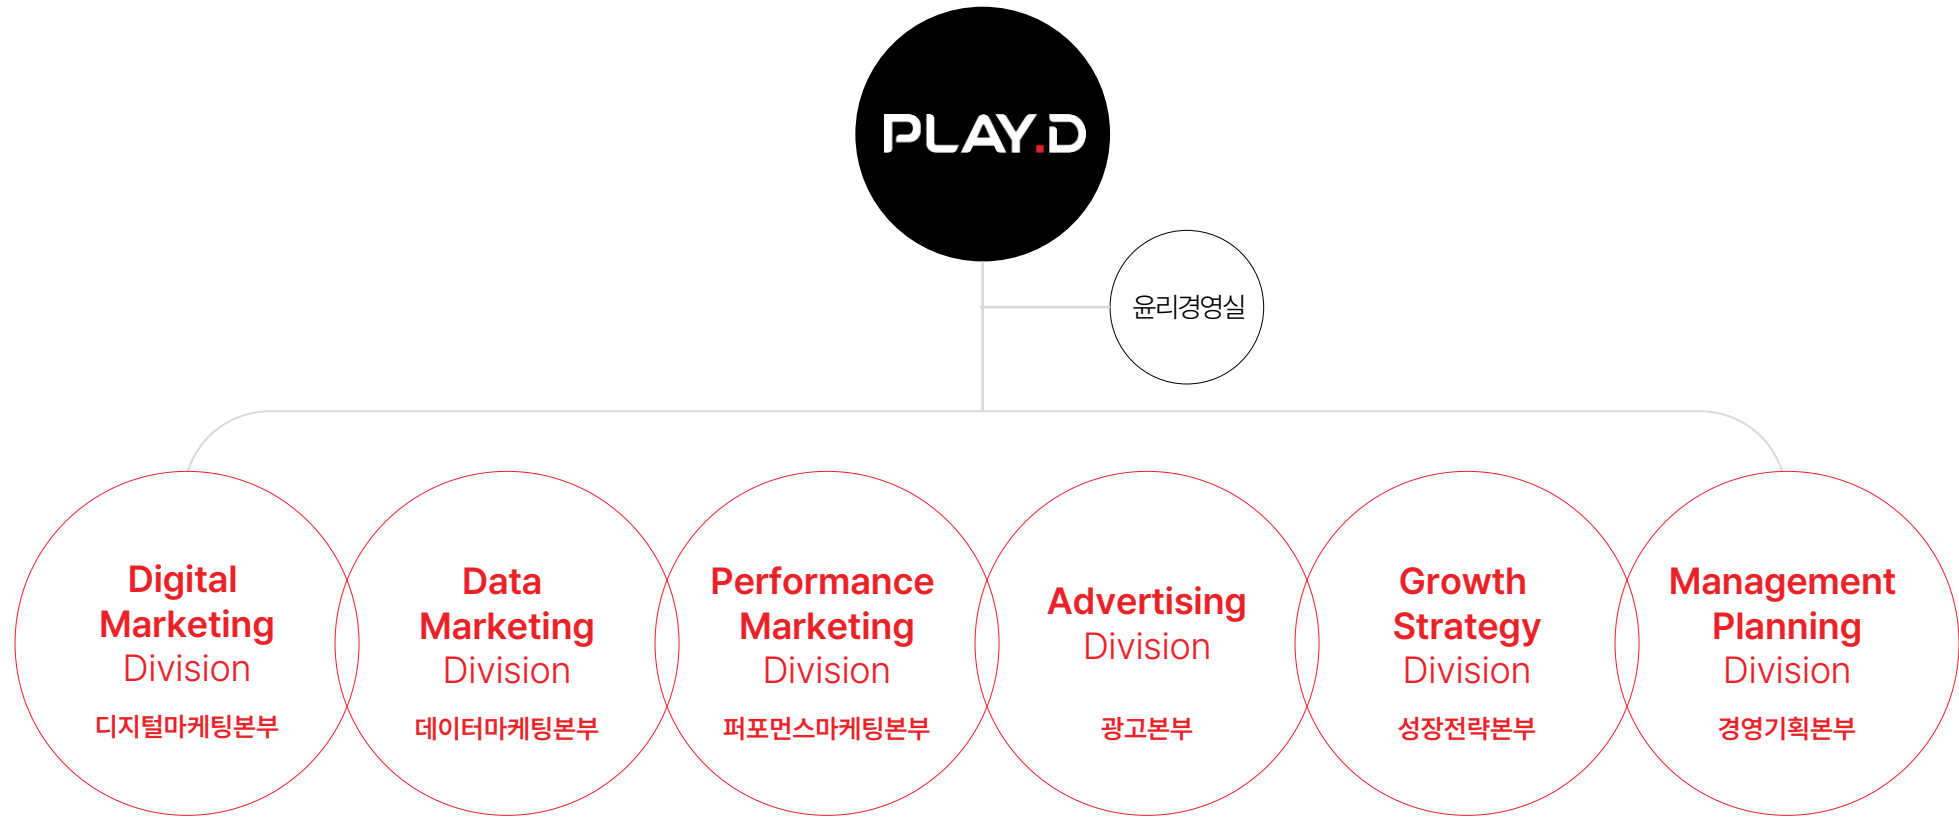 PLAY.D
윤리경영실
Digital
Marketing
Division
디지털마케팅본부
Data
Marketing
Division
데이터마케팅본부
Performance
Marketing
Division
퍼포먼스마케팅본부
Advertising
Division
광고본부
Growth
Strategy
Division
성장전략본부
Management
Planning
Division
경영기획본부